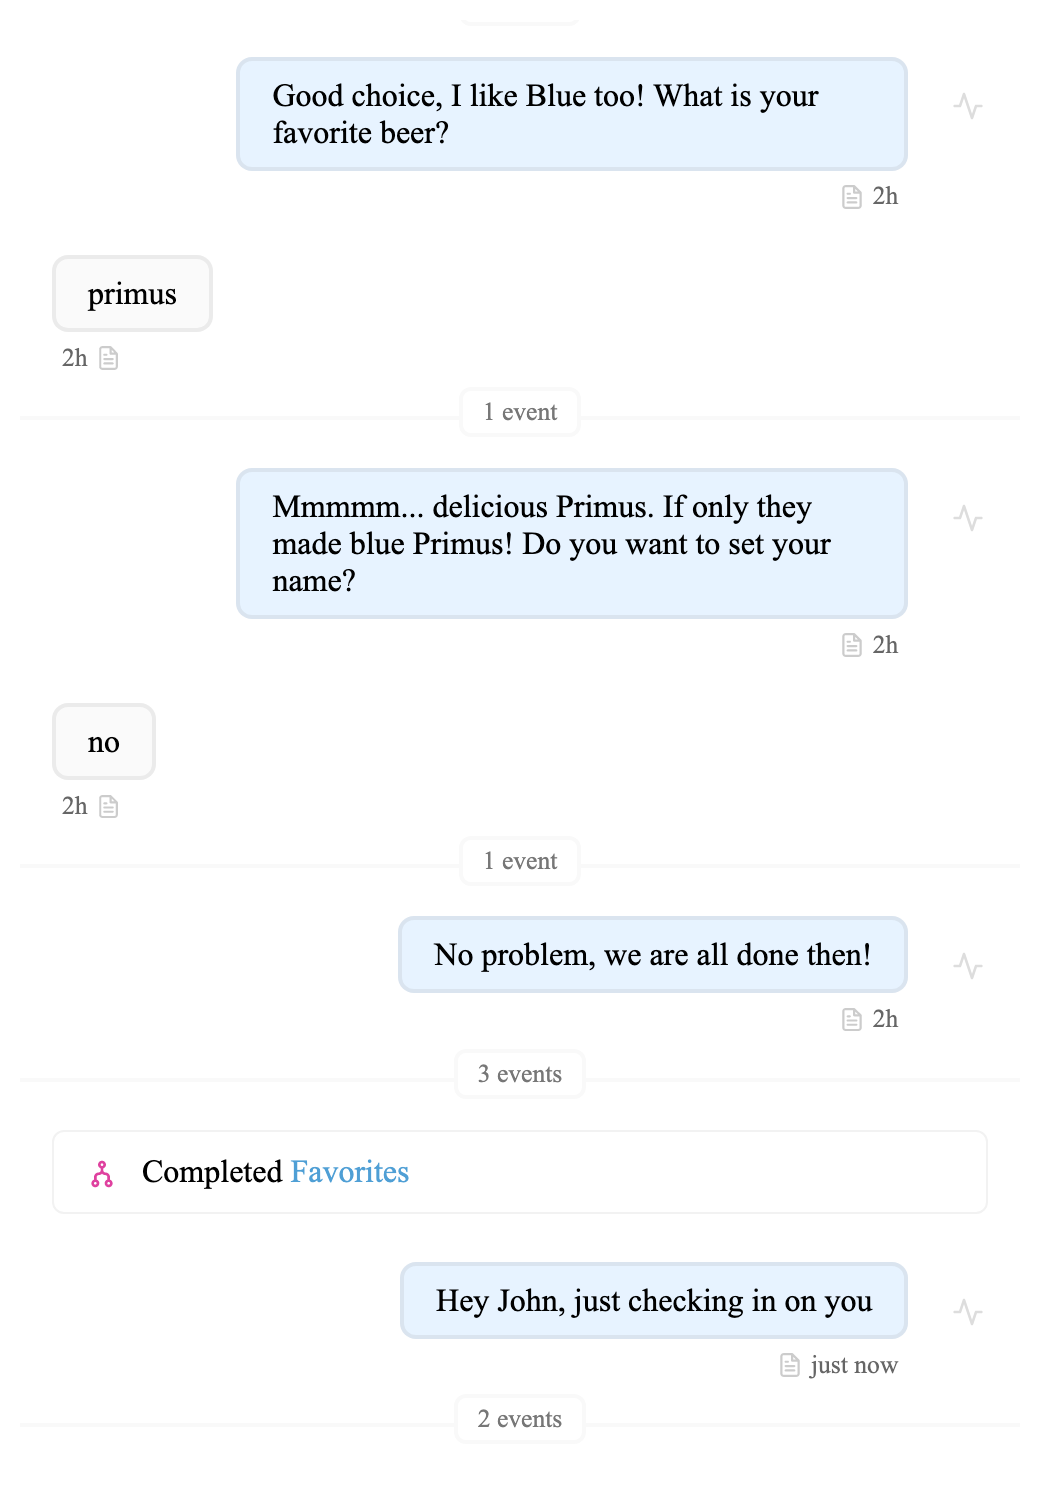 Good choice, I like Blue too! What is your
favorite beer?
2h
primus
2h
1 event
Mmmmm... delicious Primus. If only they
made blue Primus! Do you want to set your
name?
2h
no
2h
1 event
No problem, we are all done then!
2h
3 events
Completed Favorites
Hey John, just checking in on you
just now
2 events